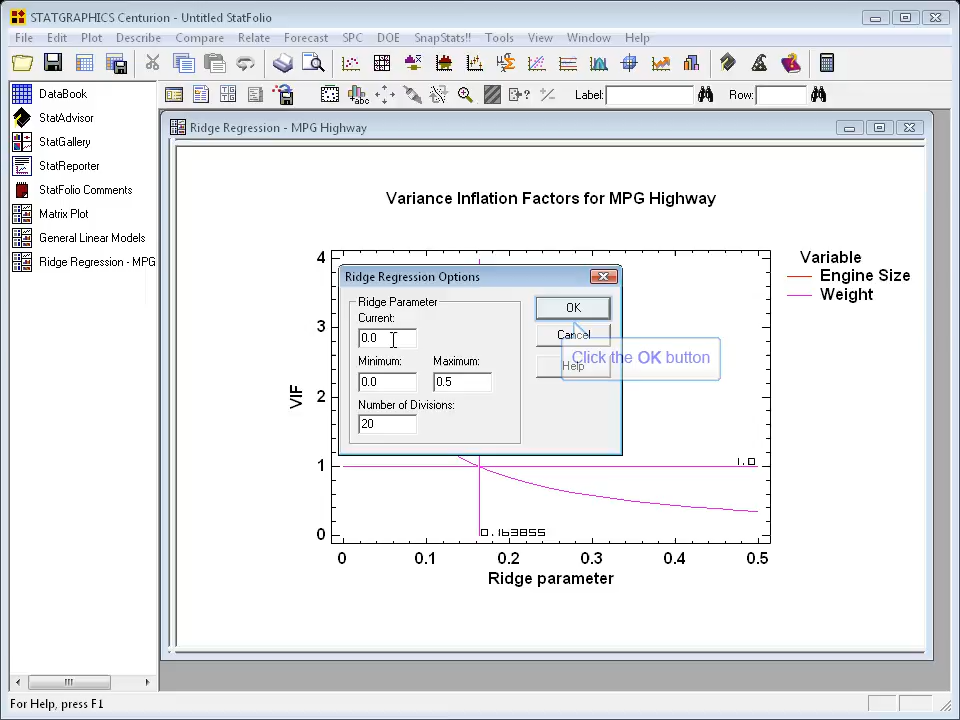 STATGRAPHICS Centurion - Untitled StatFolio
File Edit Plot Describe Compare Relate Forecast SPC DOE SnapStats!! Tools View Window Help
Label: Row:
DataBook
StatAdvisor
StatGallery
StatReporter
StatFolio Comments
Matrix Plot
General Linear Models
Ridge Regression - MPG
Ridge Regression - MPG Highway
Variance Inflation Factors for MPG Highway
Variable
Engine Size
Weight
VIF
4
3
2
1
0
0 0.1 0.2 0.3 0.4 0.5
Ridge parameter
1.0
0.163855
Ridge Regression Options
Ridge Parameter
Current:
0.0
Minimum: Maximum:
0.0 0.5
Number of Divisions:
20
OK
Cancel
Help
Click the OK button
For Help, press F1